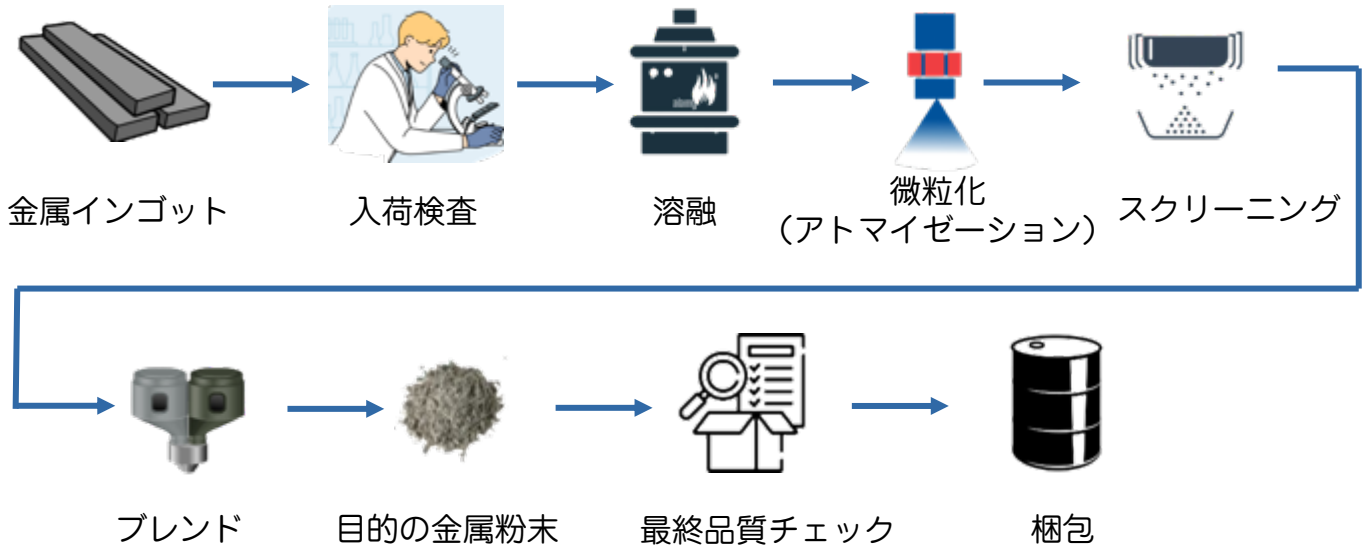 金属インゴット
入荷検査
溶融
微粒化
（アトマイゼーション）
スクリーニング
ブレンド
目的の金属粉末
最終品質チェック
梱包